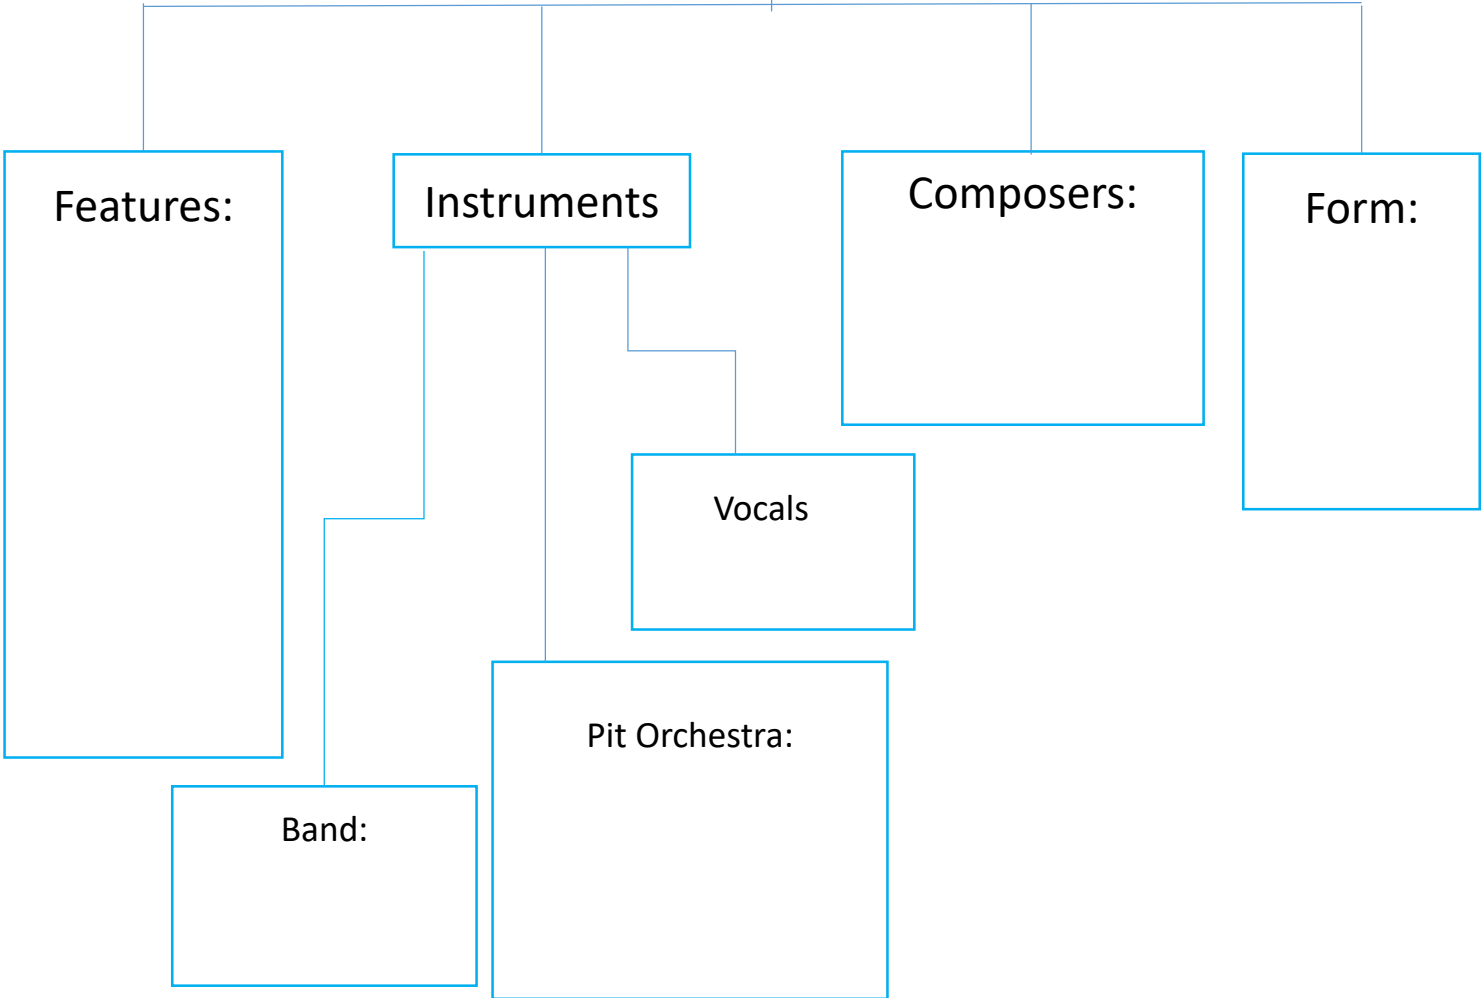 Features:
Instruments
Composers:
Form:
Vocals
Pit Orchestra:
Band: